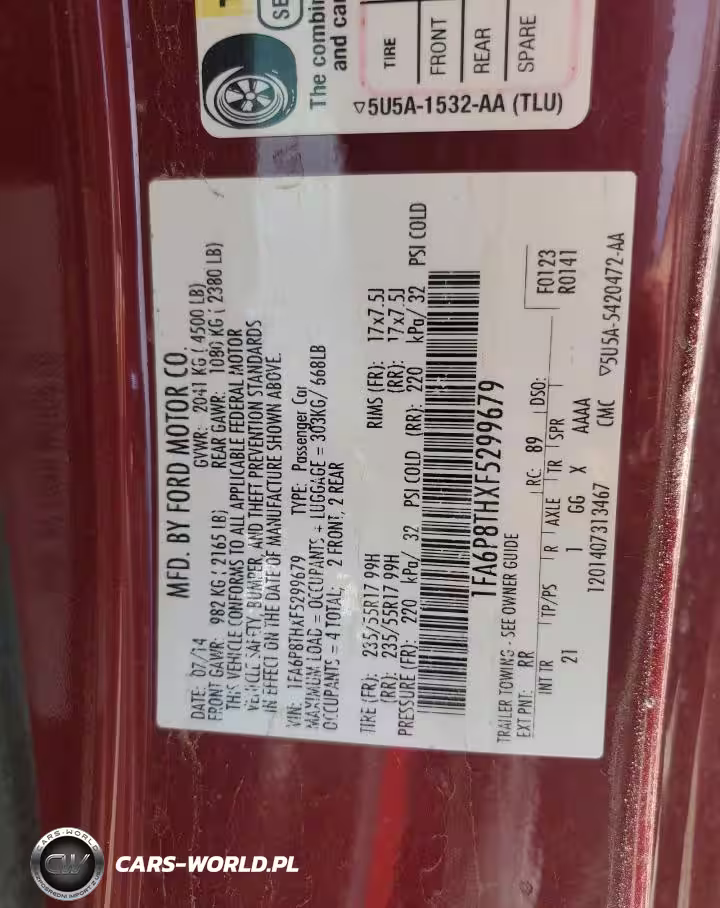 SE
The combin
and car
TIRE
FRONT
REAR
SPARE
▽5U5A-1532-AA (TLU)
MFD. BY FORD MOTOR CO.
DATE: 07/14 GVWR: 2041 KG ( 4500 LB)
FRONT GAWR: 982 KG ( 2165 LB) REAR GAWR: 1080 KG ( 2380 LB)
THIS VEHICLE CONFORMS TO ALL APPLICABLE FEDERAL MOTOR
VEHICLE SAFETY, BUMPER, AND THEFT PREVENTION STANDARDS
IN EFFECT ON THE DATE OF MANUFACTURE SHOWN ABOVE.
VIN: 1FA6P8THXF5299679 TYPE: Passenger Car
MAXIMUM LOAD = OCCUPANTS + LUGGAGE = 303KG/ 668LB
OCCUPANTS = 4 TOTAL: 2 FRONT, 2 REAR
TIRE (FR): 235/55R17 99H RIMS (FR): 17x7.5J
(RR): 235/55R17 99H (RR): 17x7.5J
PRESSURE (FR): 220 kPa/ 32 PSI COLD (RR): 220 kPa/ 32 PSI COLD
1FA6P8THXF5299679
TRAILER TOWING - SEE OWNER GUIDE
EXT PNT: RR RC: 89 DSO: F0123
R0141
INT TR TP/PS R AXLE TR SPR
21 1 GG X AAAA
1201407313467 CMC ▽5U5A-5420472-AA
CARS-WORLD
CW
CARS-WORLD.PL